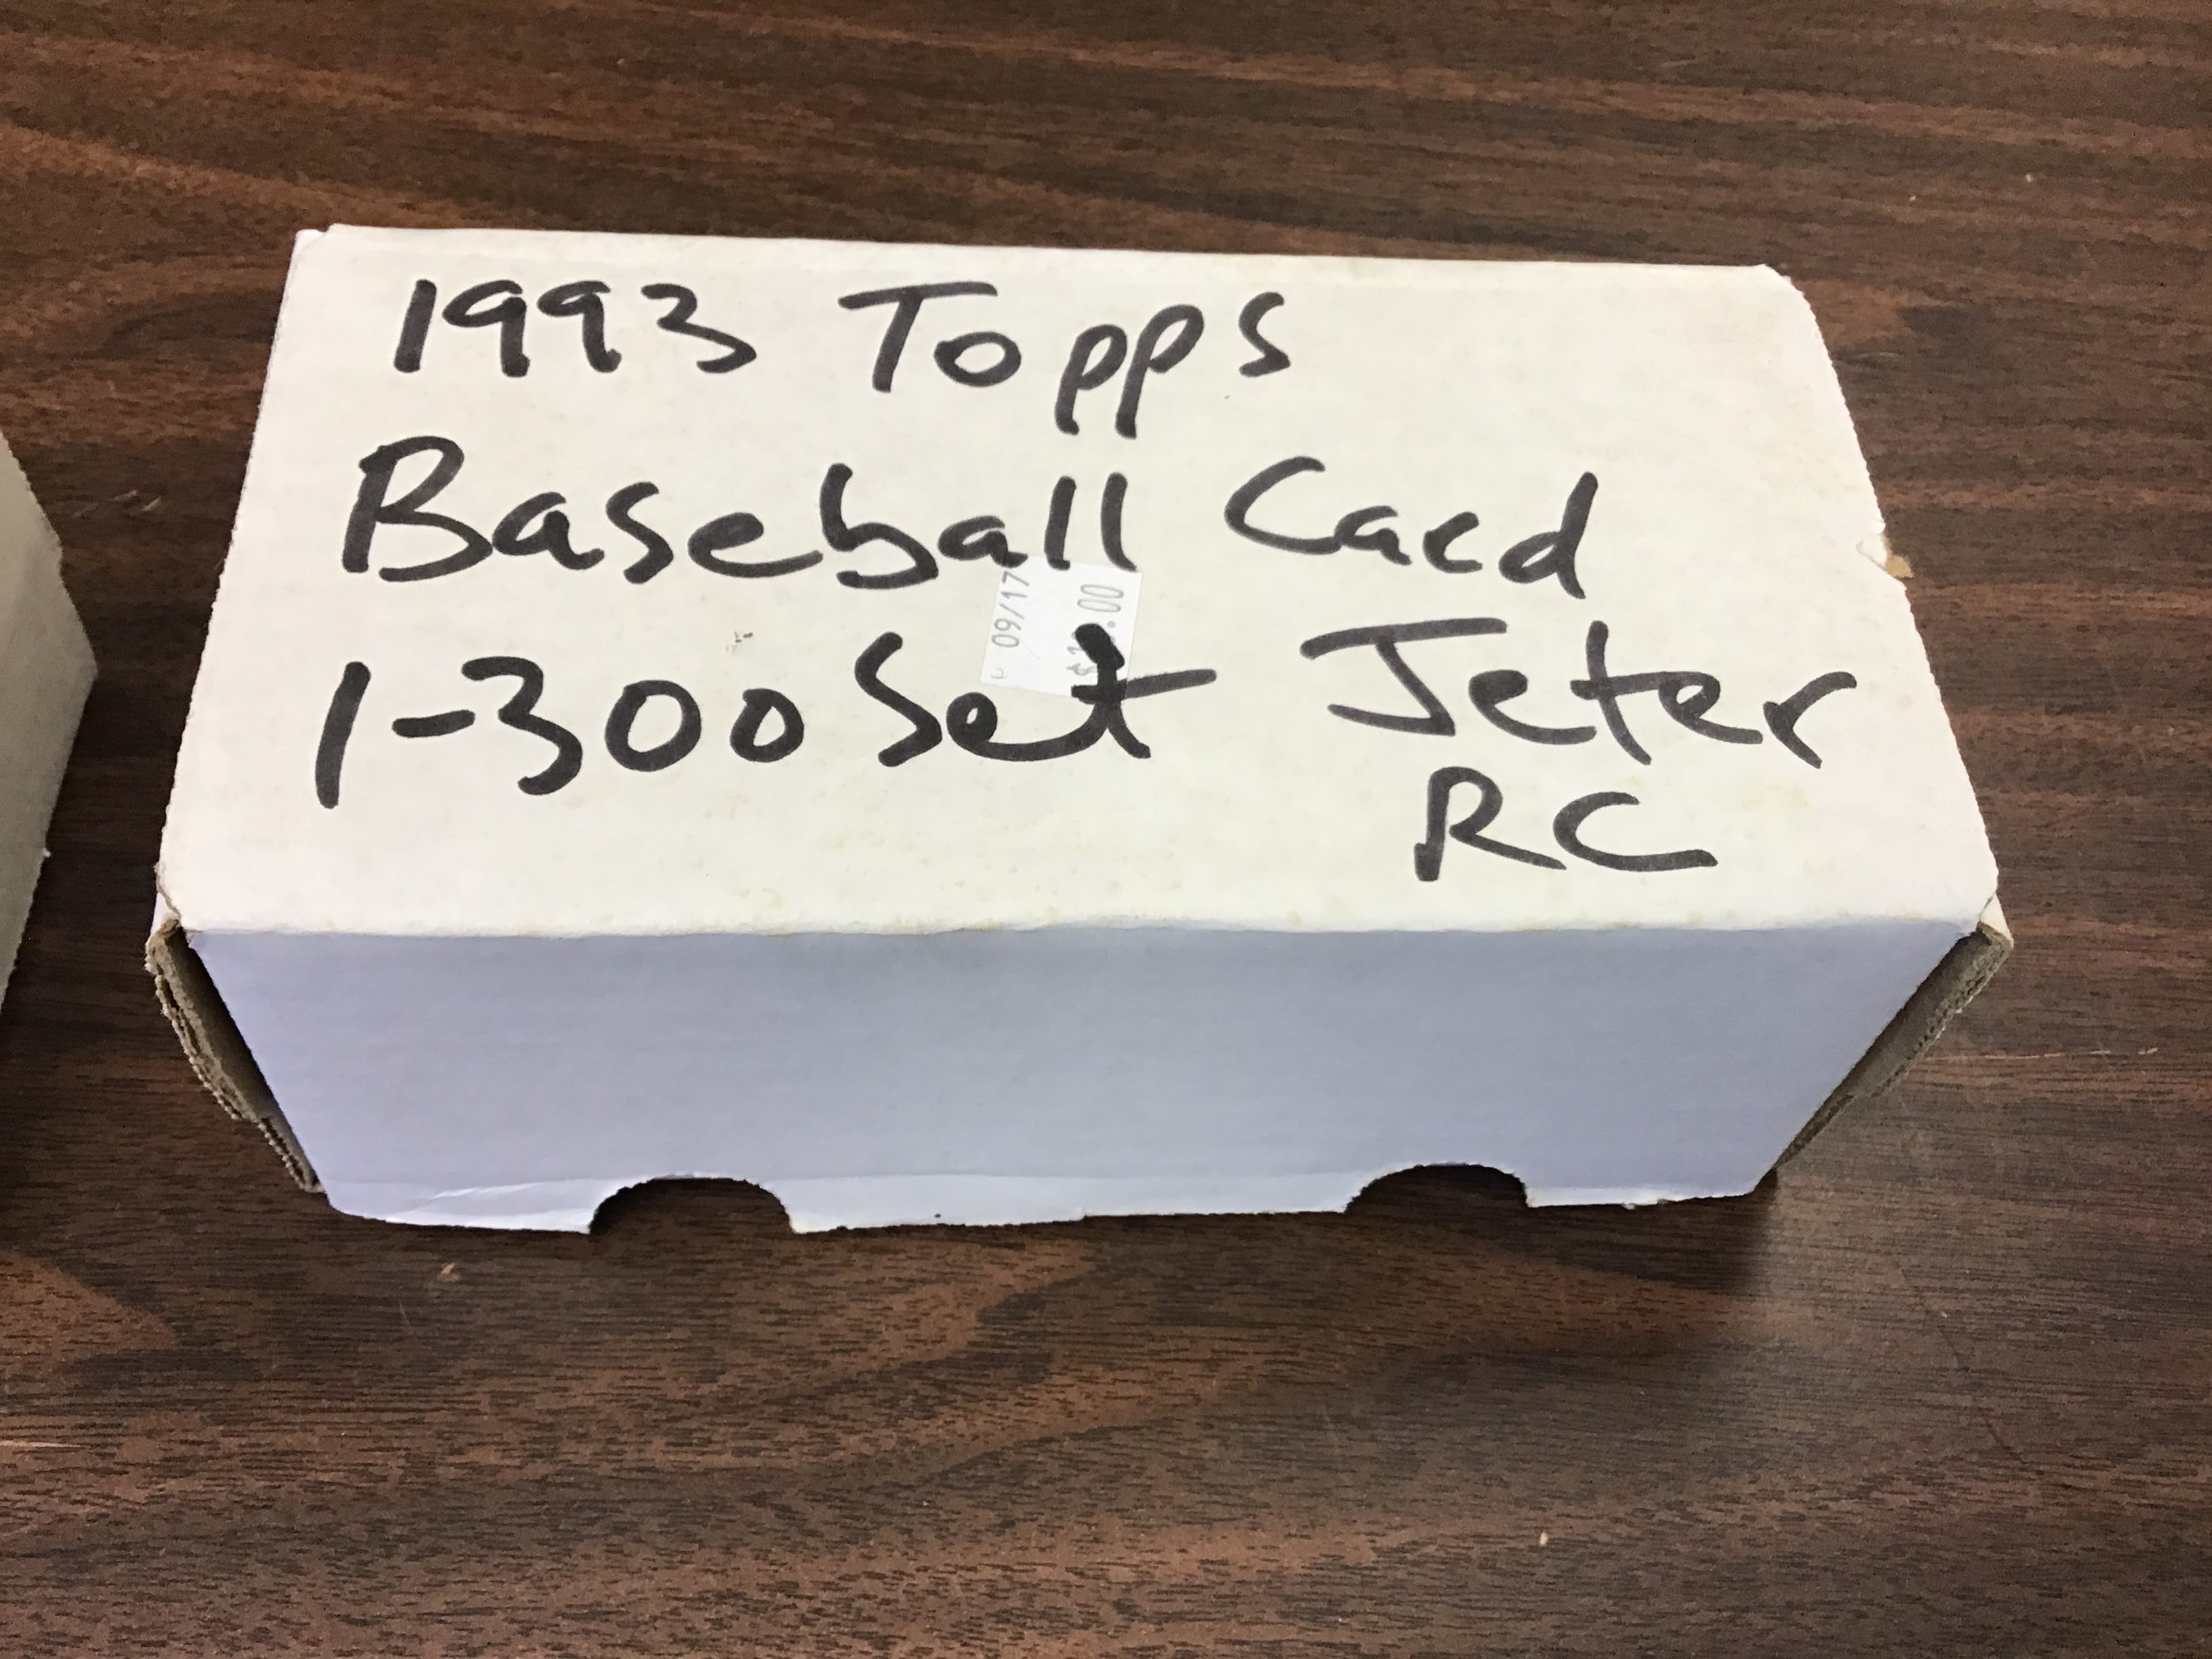 1993 Topps
Baseball Card
1-300 Set Jeter
RC
09/17